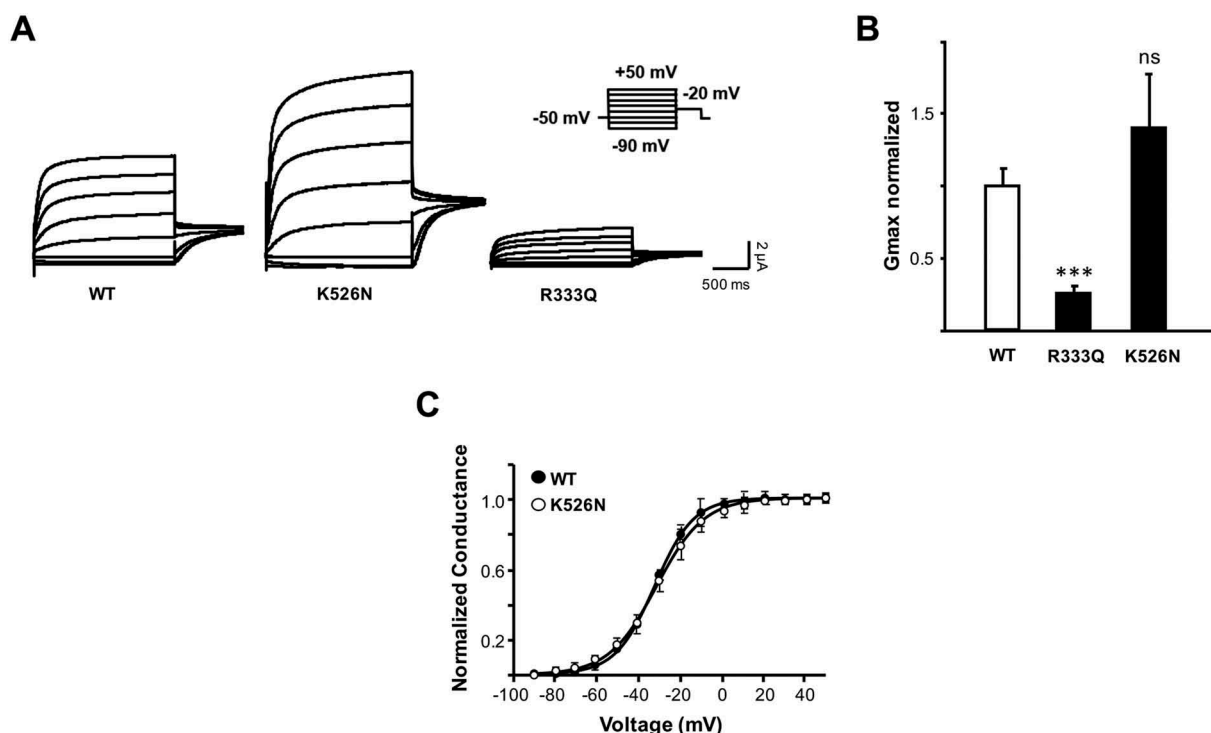 A
+50 mV
-20 mV
-50 mV
-90 mV
WT
K526N
R333Q
2 µA
500 ms
B
Gmax normalized
1.5
0.5
ns
***
WT
R333Q
K526N
C
Normalized Conductance
1.0
0.6
0.2
WT
K526N
-100
-80
-60
-40
-20
0
20
40
Voltage (mV)